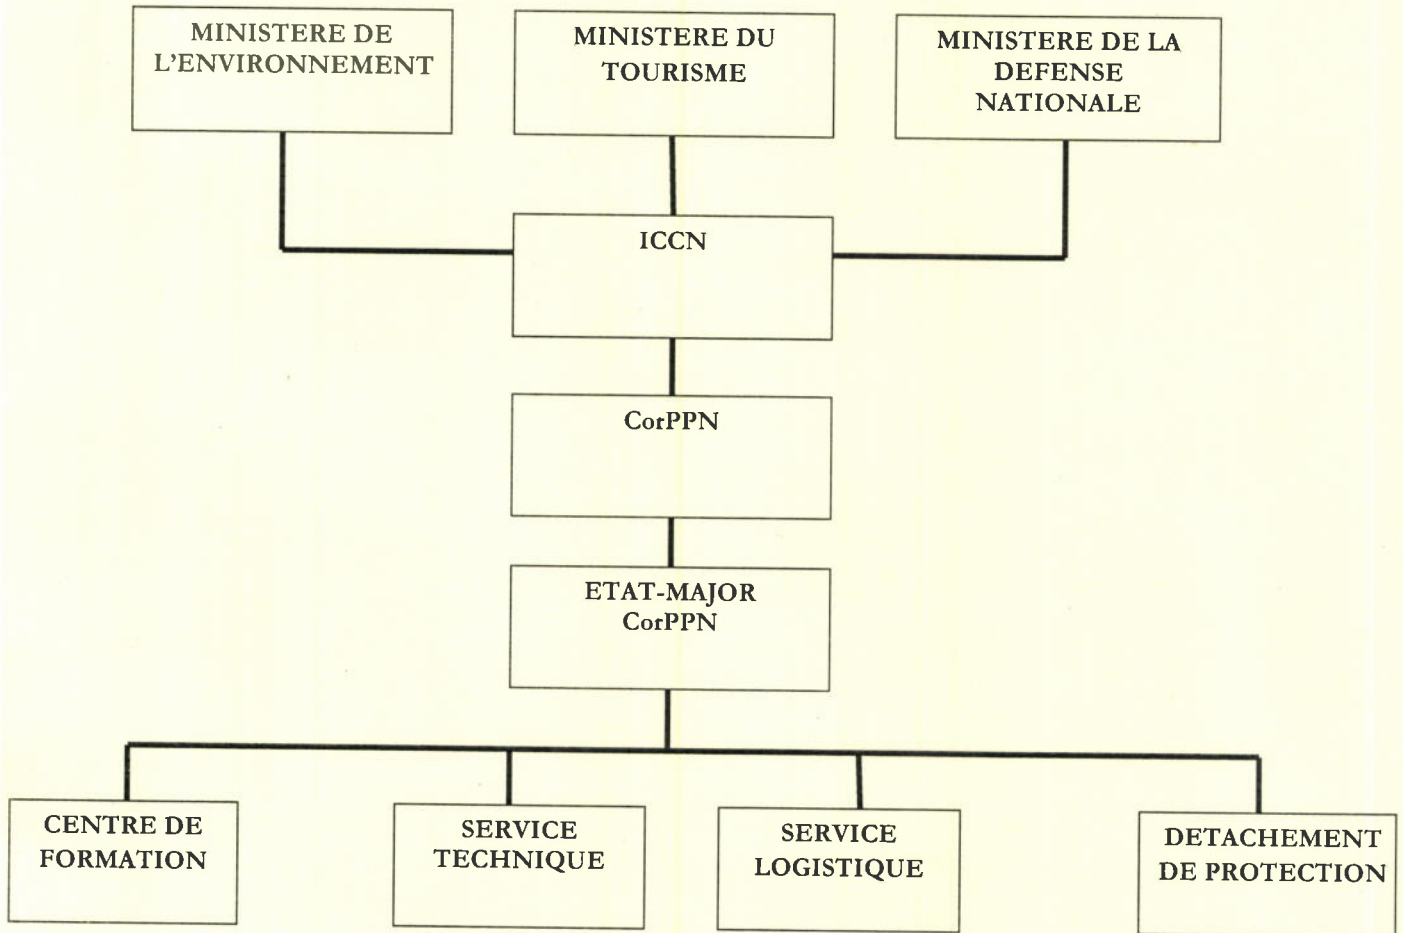 MINISTERE DE
L'ENVIRONNEMENT
MINISTERE DU
TOURISME
MINISTERE DE LA
DEFENSE
NATIONALE
ICCN
CorPPN
ETAT-MAJOR
CorPPN
CENTRE DE
FORMATION
SERVICE
TECHNIQUE
SERVICE
LOGISTIQUE
DETACHEMENT
DE PROTECTION